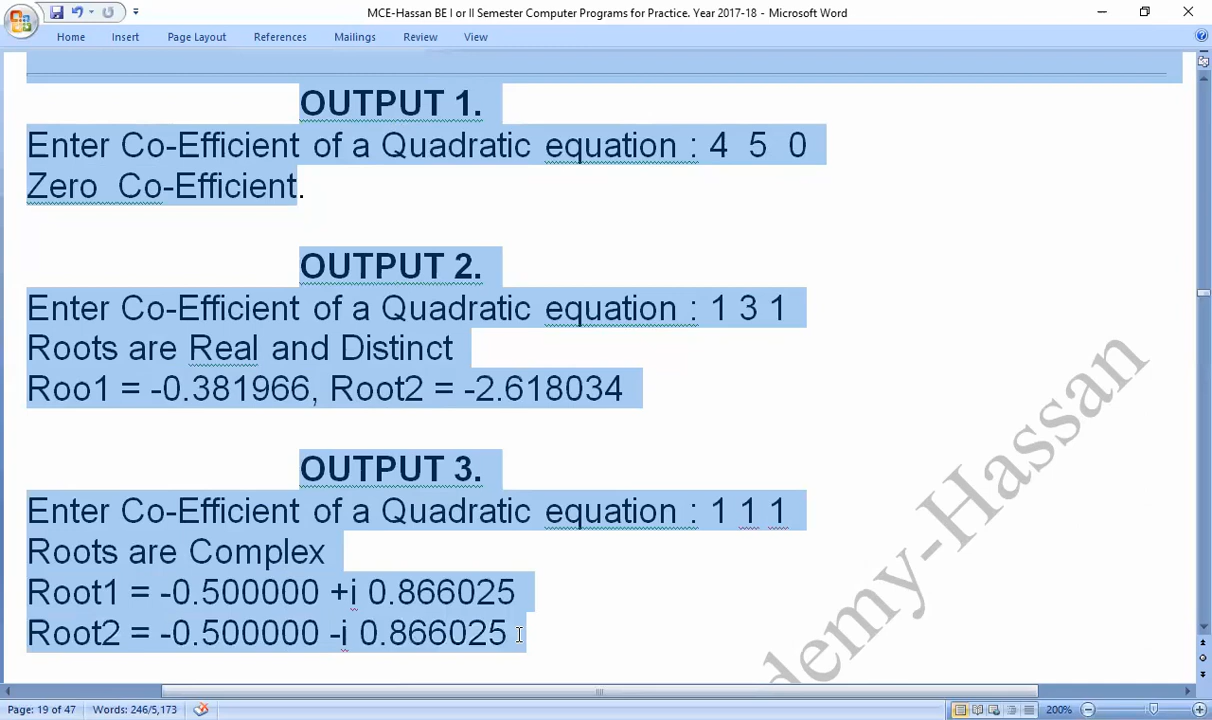 MCE-Hassan BE I or II Semester Computer Programs for Practice. Year 2017-18 - Microsoft Word
Home Insert Page Layout References Mailings Review View
OUTPUT 1.
Enter Co-Efficient of a Quadratic equation : 4 5 0
Zero Co-Efficient.
OUTPUT 2.
Enter Co-Efficient of a Quadratic equation : 1 3 1
Roots are Real and Distinct
Roo1 = -0.381966, Root2 = -2.618034
OUTPUT 3.
Enter Co-Efficient of a Quadratic equation : 1 1 1
Roots are Complex
Root1 = -0.500000 +i 0.866025
Root2 = -0.500000 -i 0.866025
demy-Hassan
Page: 19 of 47 Words: 246/5,173 200%